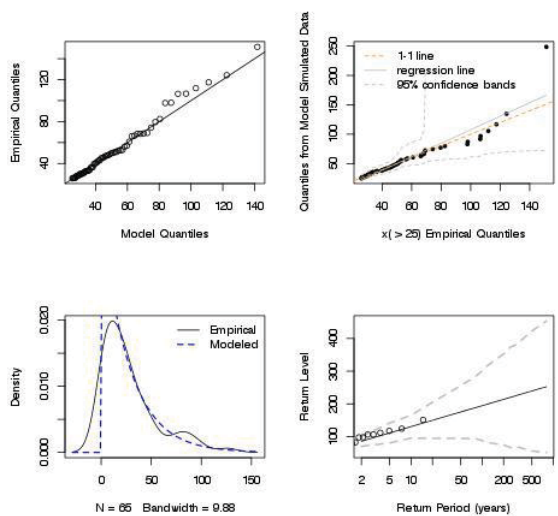 Empirical Quantiles
120
80
40
40 60 80 100 120 140
Model Quantiles
Quantiles from Model Simulated Data
250
200
150
100
50
1-1 line
regression line
95% confidence bands
40 60 80 100 120 140
x( > 25) Empirical Quantiles
Density
0.020
0.010
0.000
Empirical
Modeled
0 50 100 150
N = 65 Bandwidth = 9.88
Return Level
400
300
200
100
2 5 10 50 200 500
Return Period (years)